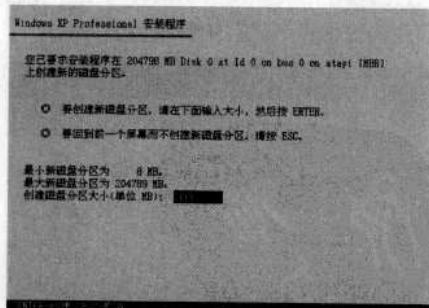 Windows XP Professional 安装程序
您已要求安装程序在 204798 MB Disk 0 at Id 0 on bus 0 on atapi [MBR]
上创建新的磁盘分区。
要创建新磁盘分区，请在下面输入大小，然后按 ENTER。
要回到前一个屏幕而不创建新磁盘分区，请按 ESC。
最小新磁盘分区为 8 MB。
最大新磁盘分区为 204789 MB。
创建磁盘分区大小(单位 MB)：